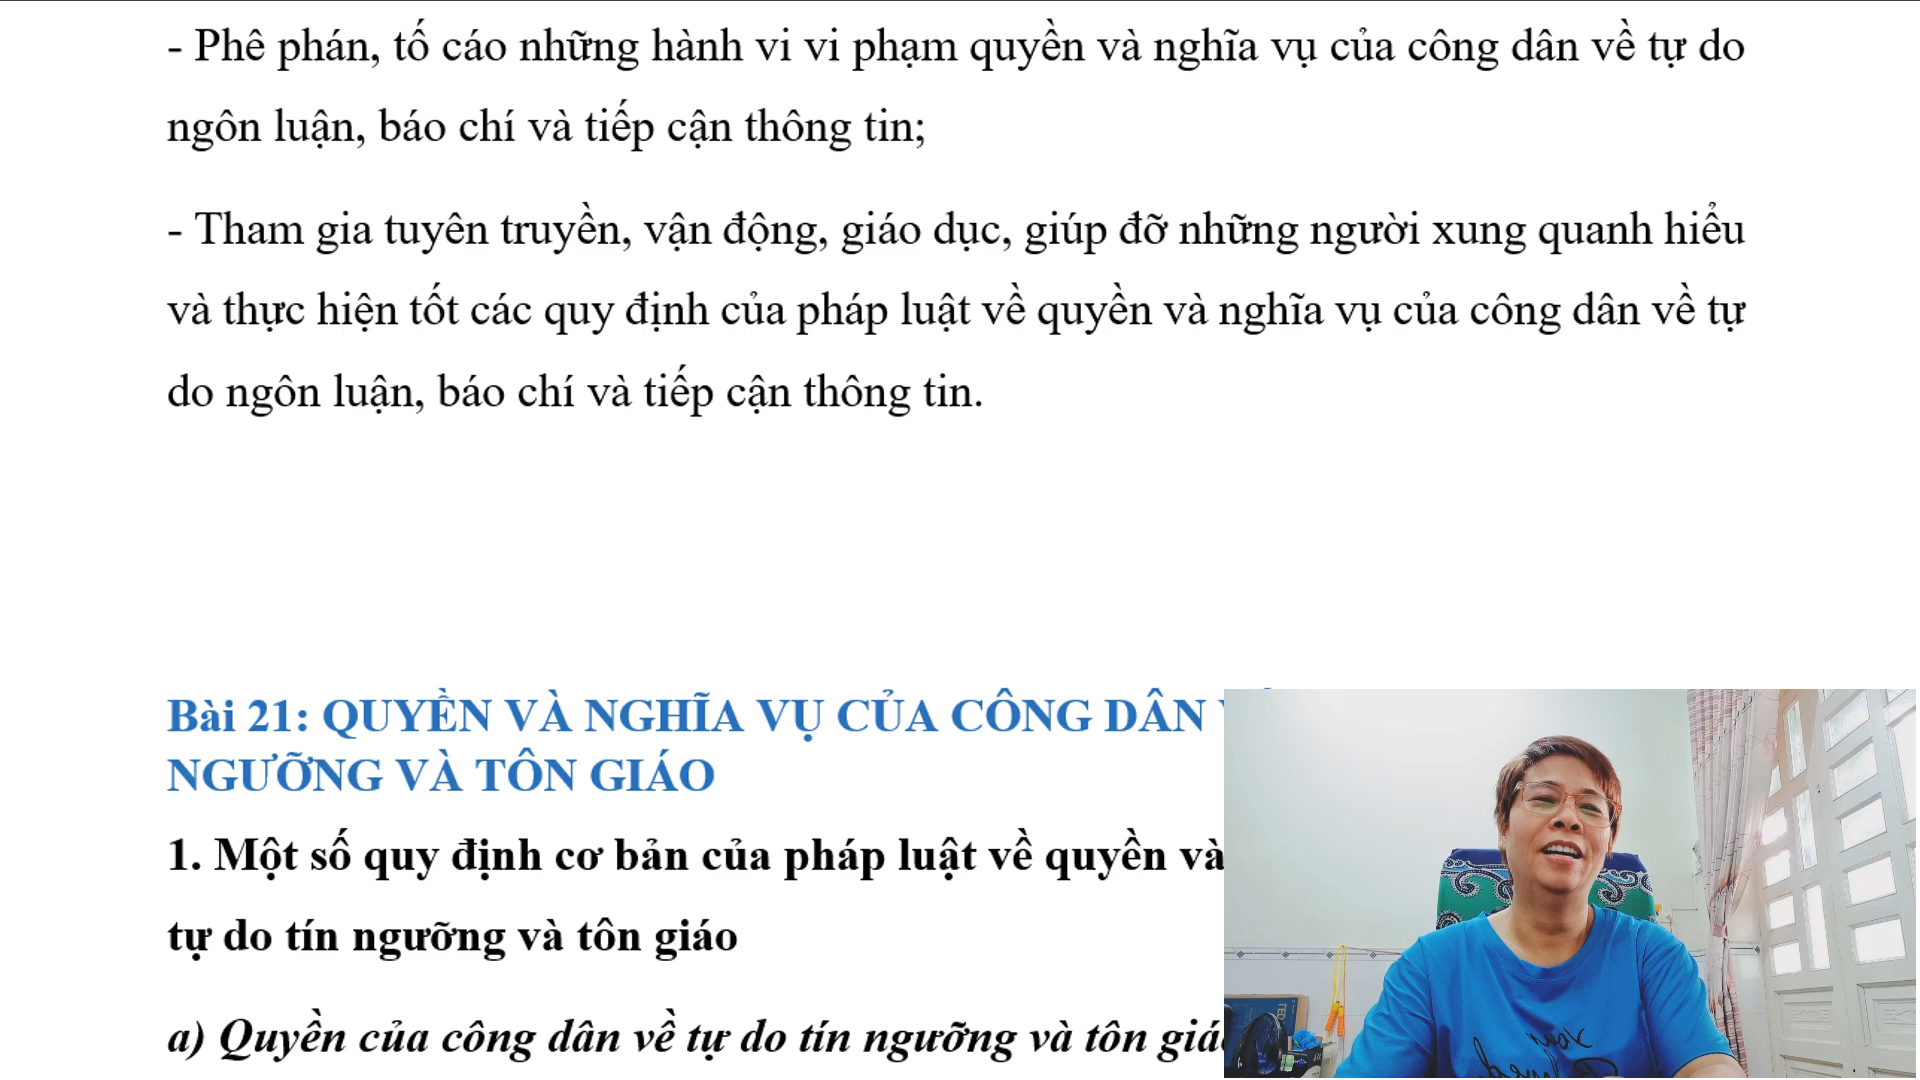 - Phê phán, tố cáo những hành vi vi phạm quyền và nghĩa vụ của công dân về tự do
ngôn luận, báo chí và tiếp cận thông tin;
- Tham gia tuyên truyền, vận động, giáo dục, giúp đỡ những người xung quanh hiểu
và thực hiện tốt các quy định của pháp luật về quyền và nghĩa vụ của công dân về tự
do ngôn luận, báo chí và tiếp cận thông tin.
Bài 21: QUYỀN VÀ NGHĨA VỤ CỦA CÔNG DÂN
NGƯỠNG VÀ TÔN GIÁO
1. Một số quy định cơ bản của pháp luật về quyền và
tự do tín ngưỡng và tôn giáo
a) Quyền của công dân về tự do tín ngưỡng và tôn